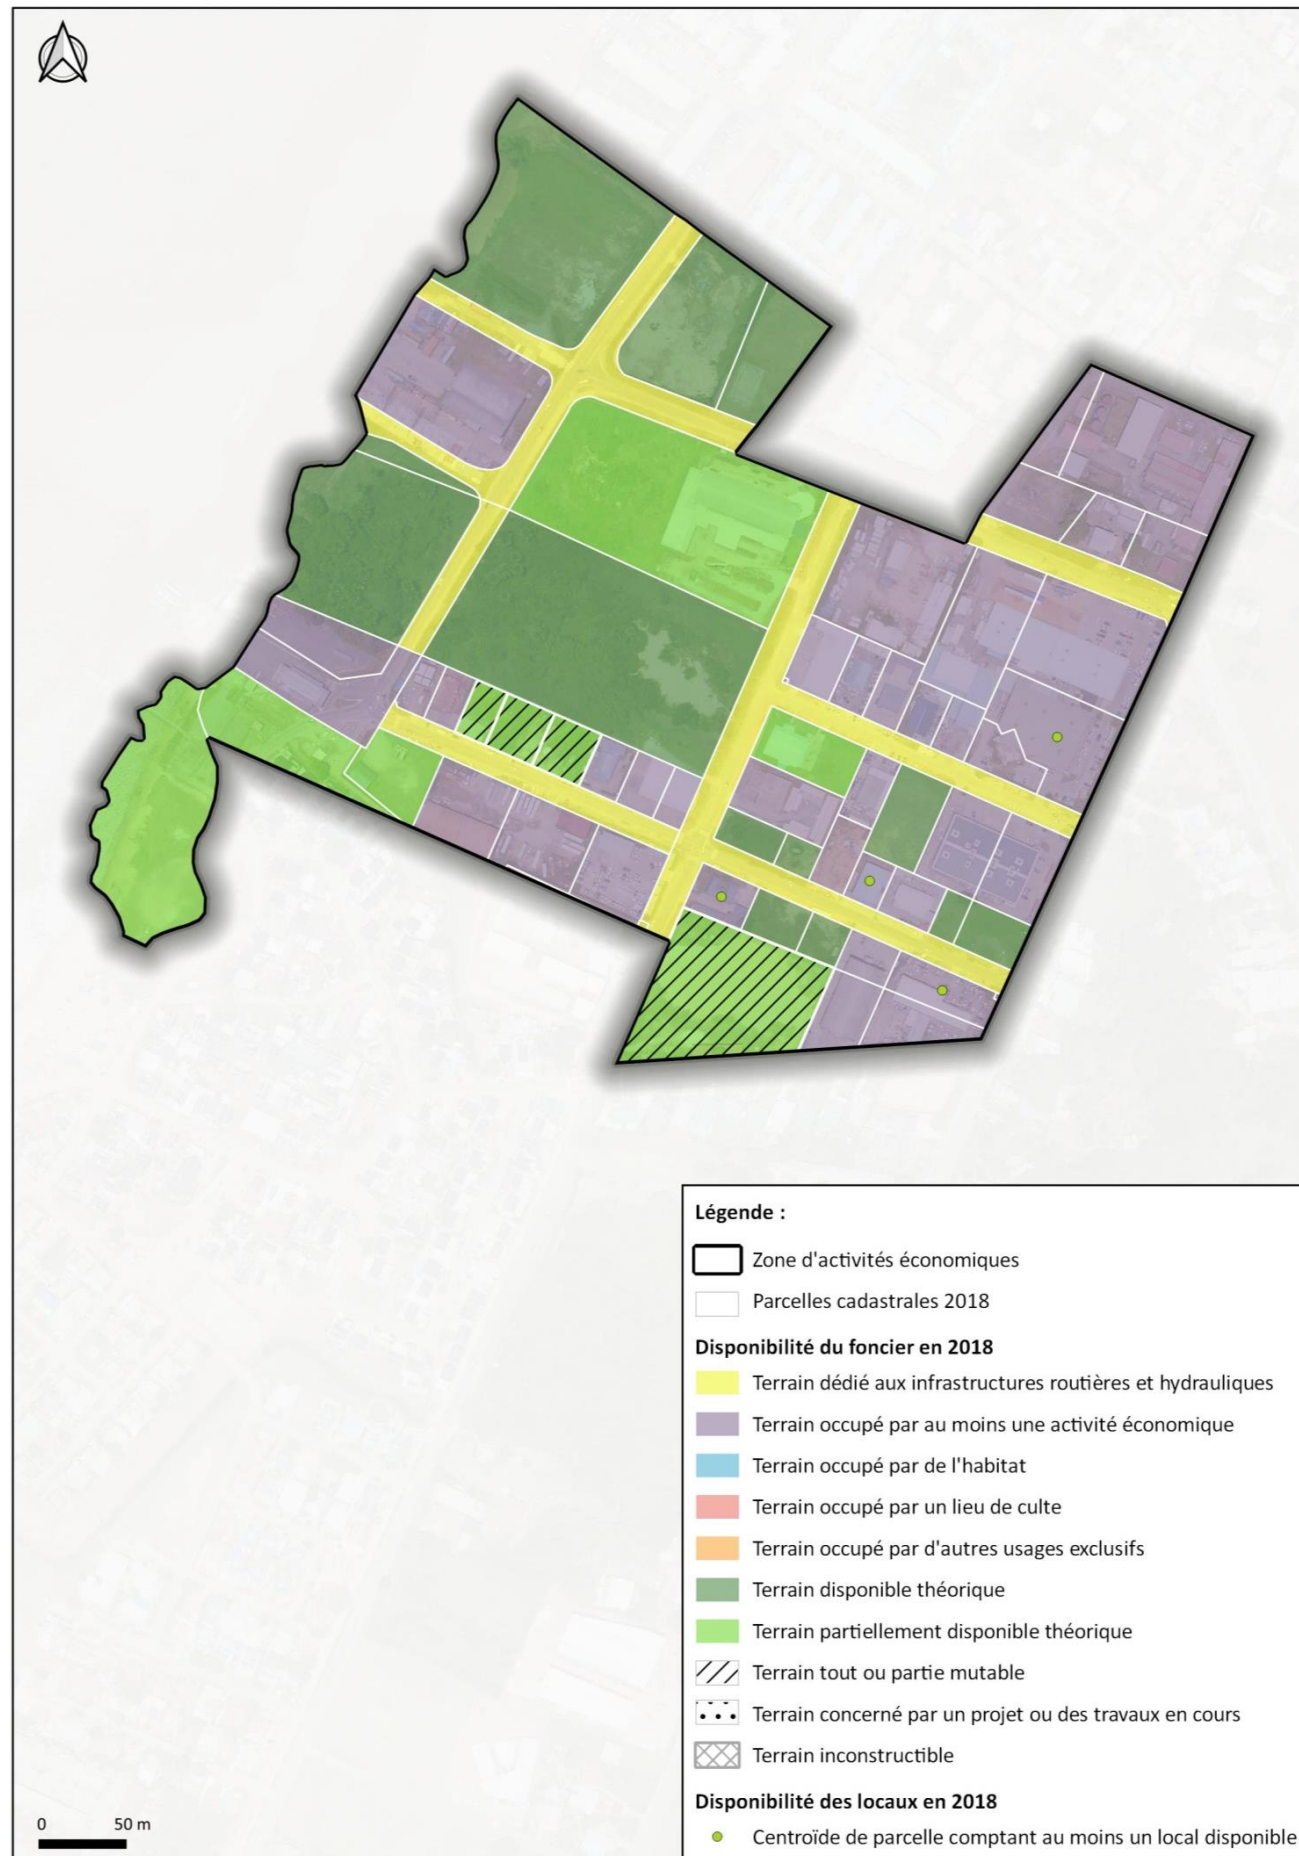 Légende :
Zone d'activités économiques
Parcelles cadastrales 2018
Disponibilité du foncier en 2018
Terrain dédié aux infrastructures routières et hydrauliques
Terrain occupé par au moins une activité économique
Terrain occupé par de l'habitat
Terrain occupé par un lieu de culte
Terrain occupé par d'autres usages exclusifs
Terrain disponible théorique
Terrain partiellement disponible théorique
Terrain tout ou partie mutable
Terrain concerné par un projet ou des travaux en cours
Terrain inconstructible
Disponibilité des locaux en 2018
Centroïde de parcelle comptant au moins un local disponible
0 50 m